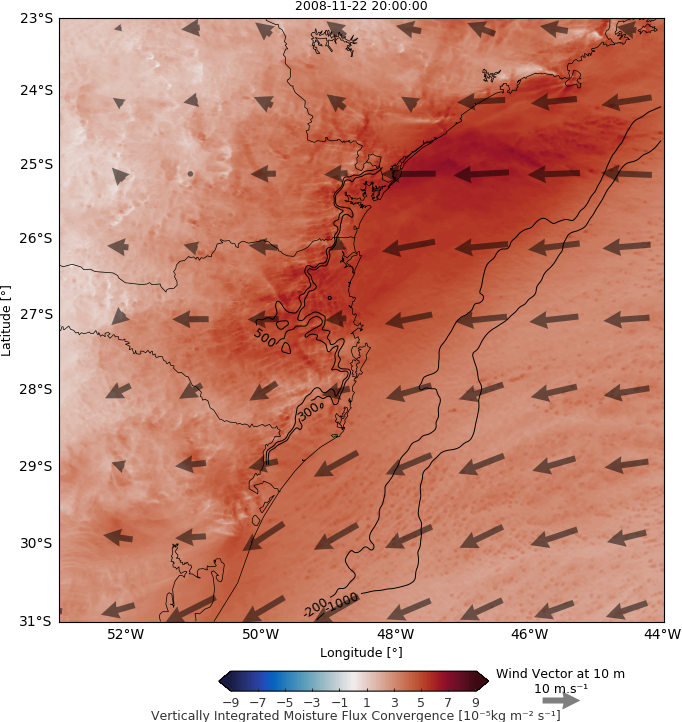 2008-11-22 20:00:00
23°S
24°S
25°S
26°S
27°S
28°S
29°S
30°S
31°S
Latitude [°]
500
300
-200
-1000
52°W 50°W 48°W 46°W 44°W
Longitude [°]
−9 −7 −5 −3 −1 1 3 5 7 9
Wind Vector at 10 m
10 m.s⁻¹
Vertically Integrated Moisture Flux Convergence [10⁻⁵kg m⁻² s⁻¹]